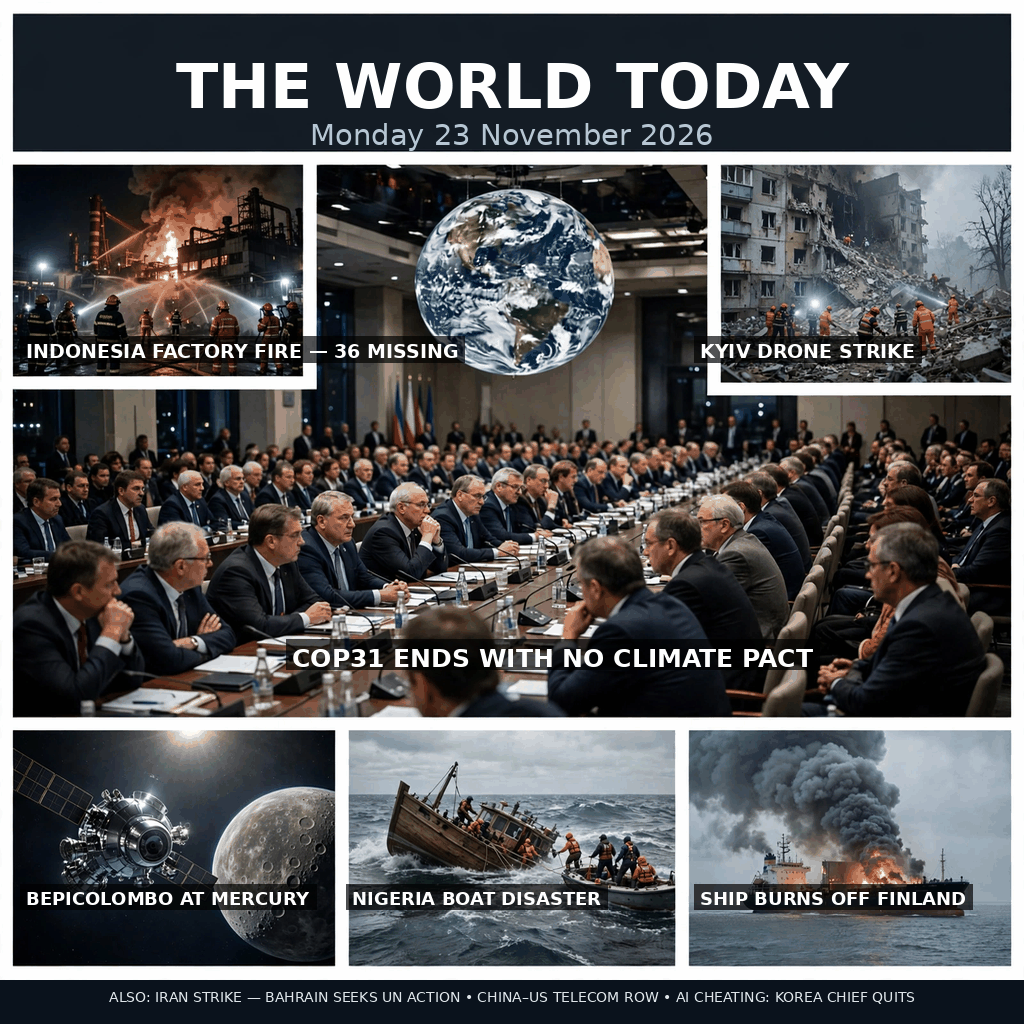 THE WORLD TODAY
Monday 23 November 2026
INDONESIA FACTORY FIRE — 36 MISSING
KYIV DRONE STRIKE
COP31 ENDS WITH NO CLIMATE PACT
BEPICOLOMBO AT MERCURY
NIGERIA BOAT DISASTER
SHIP BURNS OFF FINLAND
ALSO: IRAN STRIKE — BAHRAIN SEEKS UN ACTION • CHINA–US TELECOM ROW • AI CHEATING: KOREA CHIEF QUITS